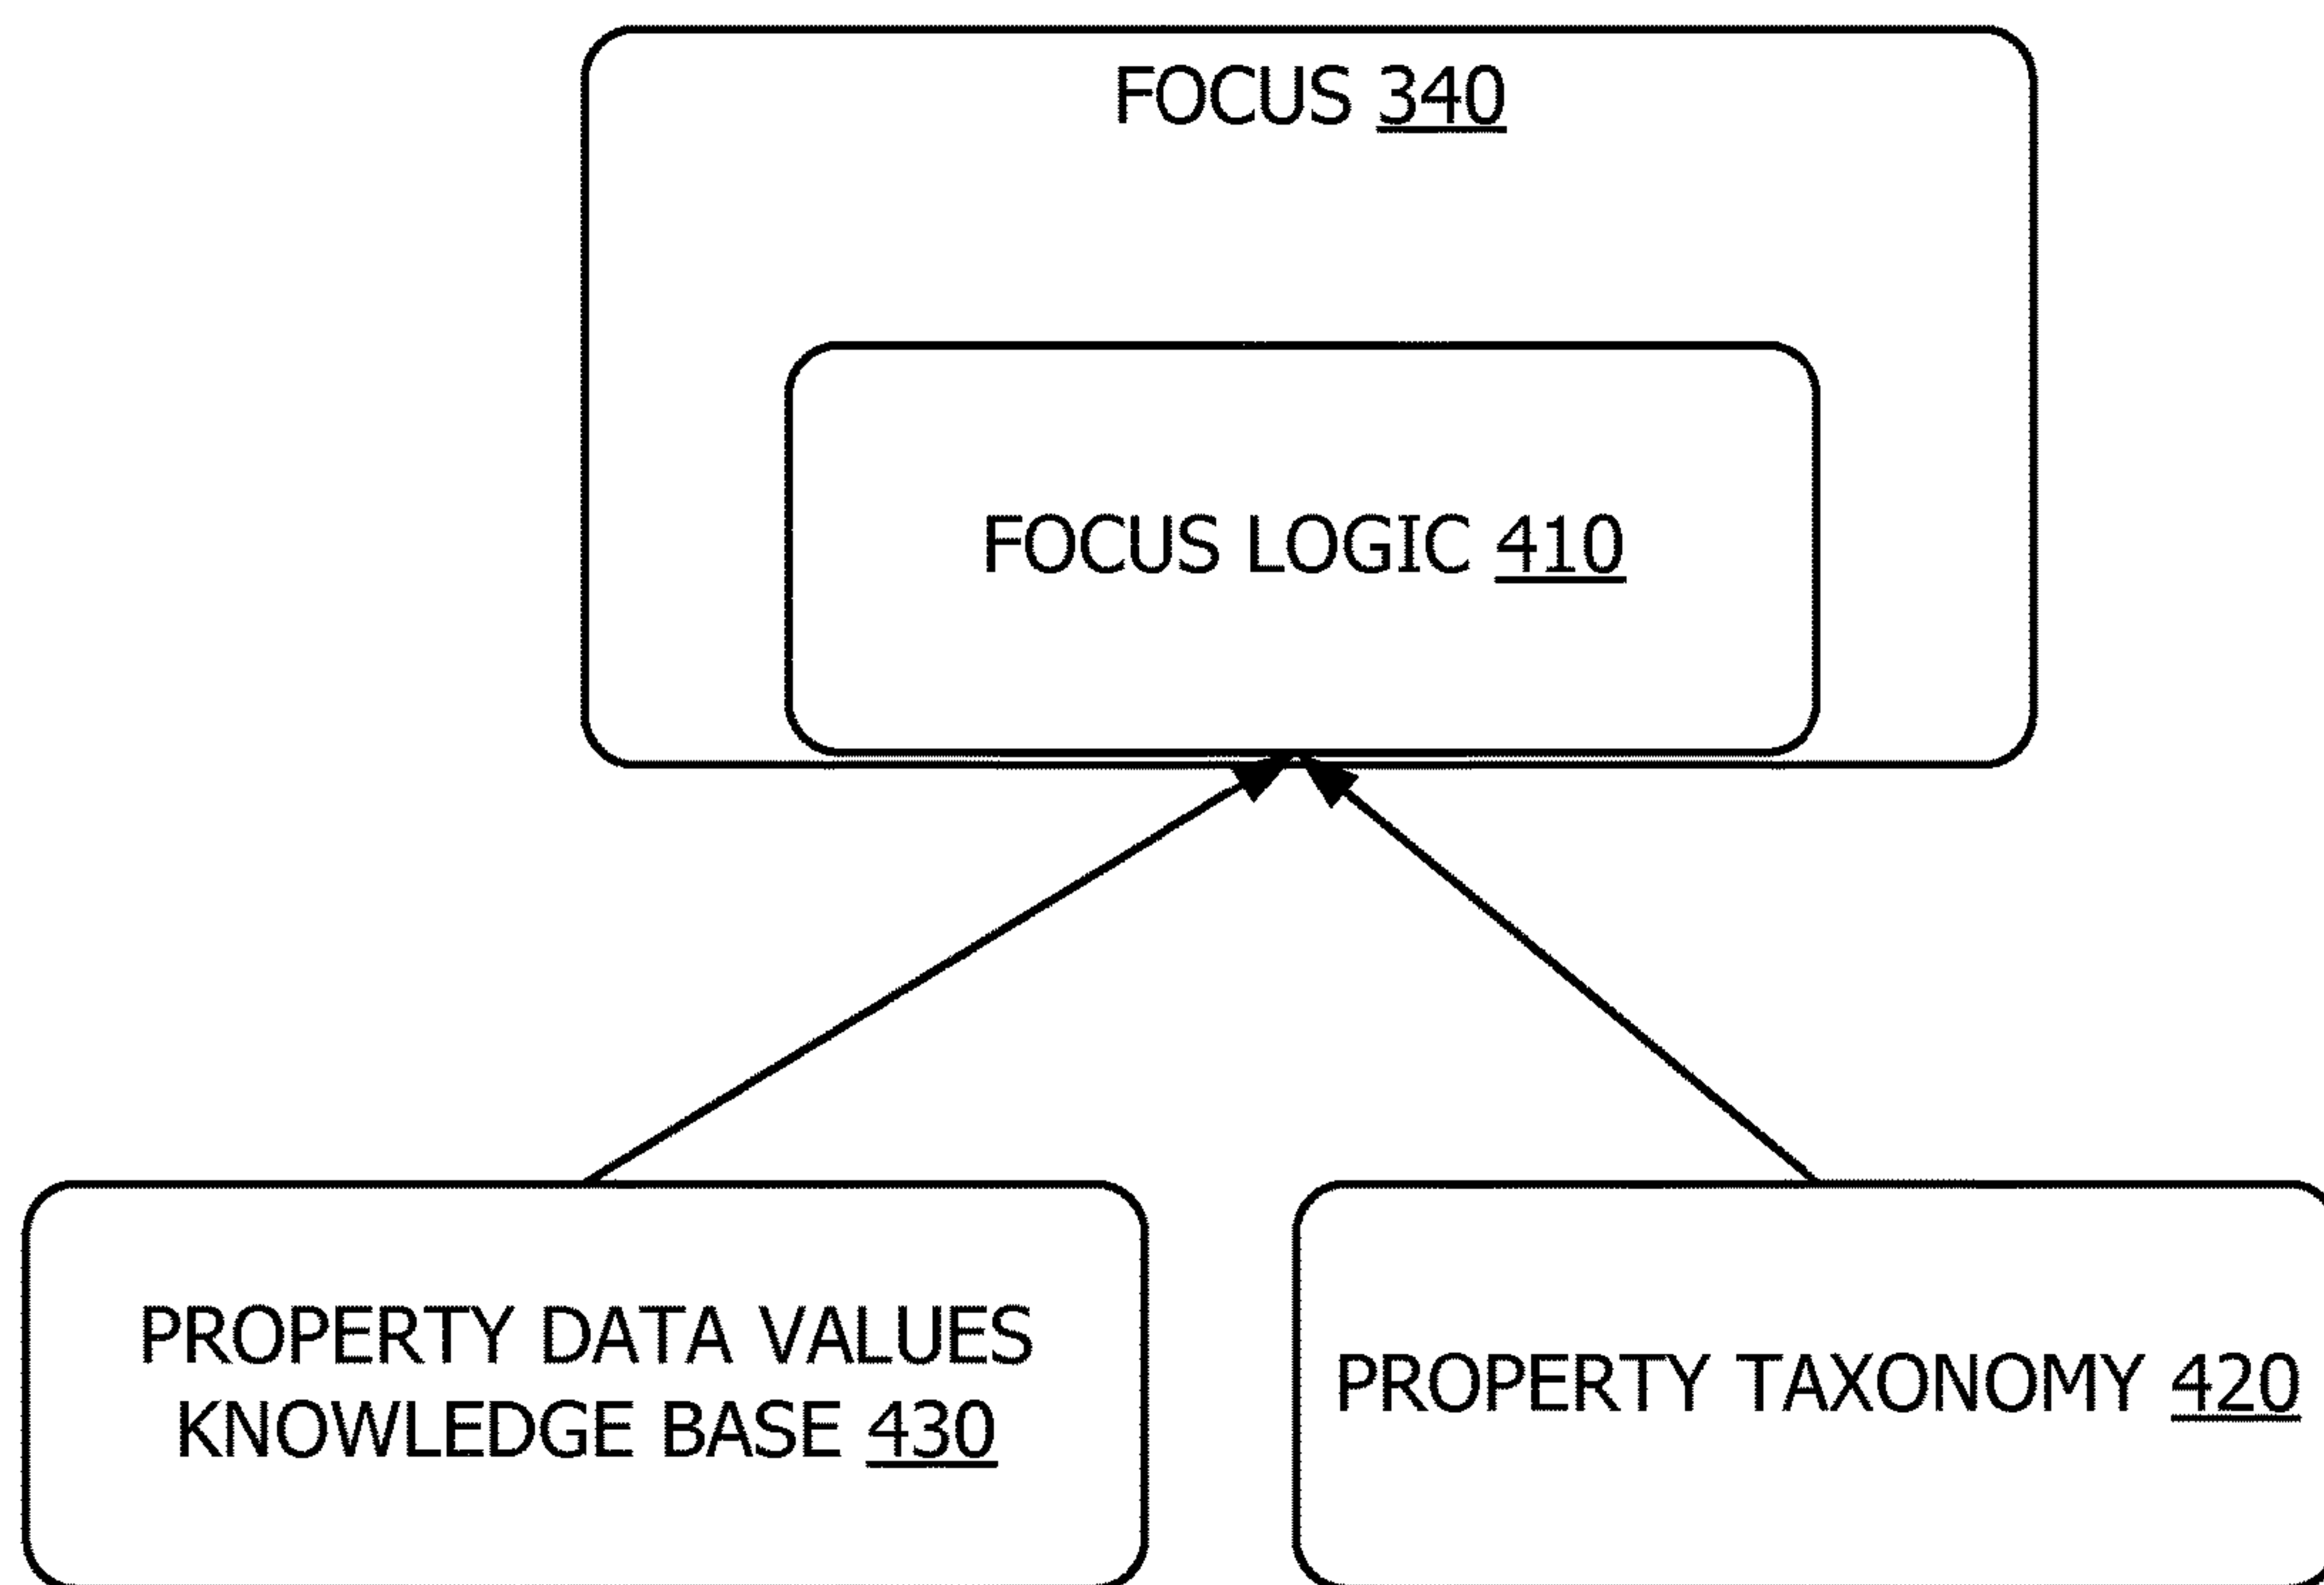 FOCUS 340
FOCUS LOGIC 410
PROPERTY DATA VALUES
KNOWLEDGE BASE 430
PROPERTY TAXONOMY 420